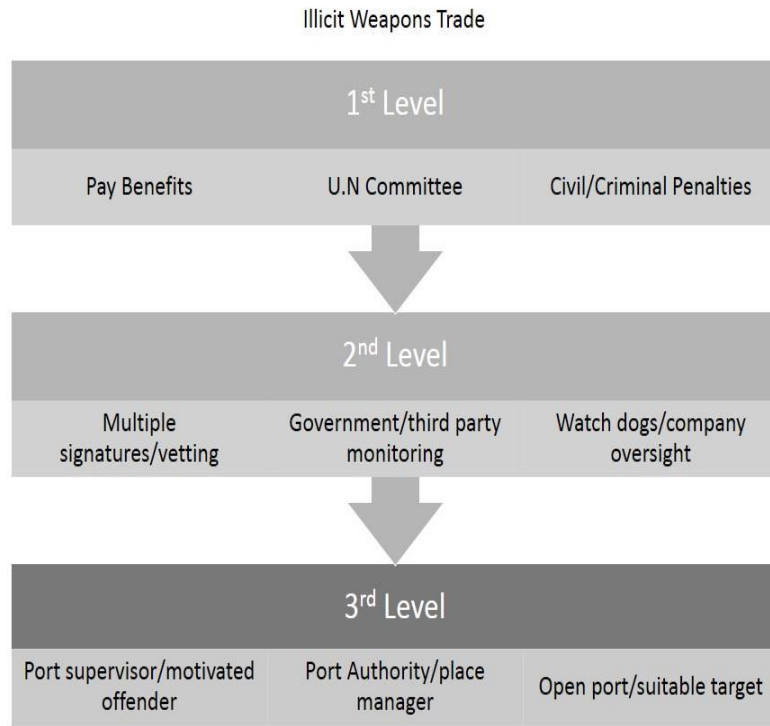 Illicit Weapons Trade
1st Level
Pay Benefits
U.N Committee
Civil/Criminal Penalties
2nd Level
Multiple
signatures/vetting
Government/third party
monitoring
Watch dogs/company
oversight
3rd Level
Port supervisor/motivated
offender
Port Authority/place
manager
Open port/suitable target